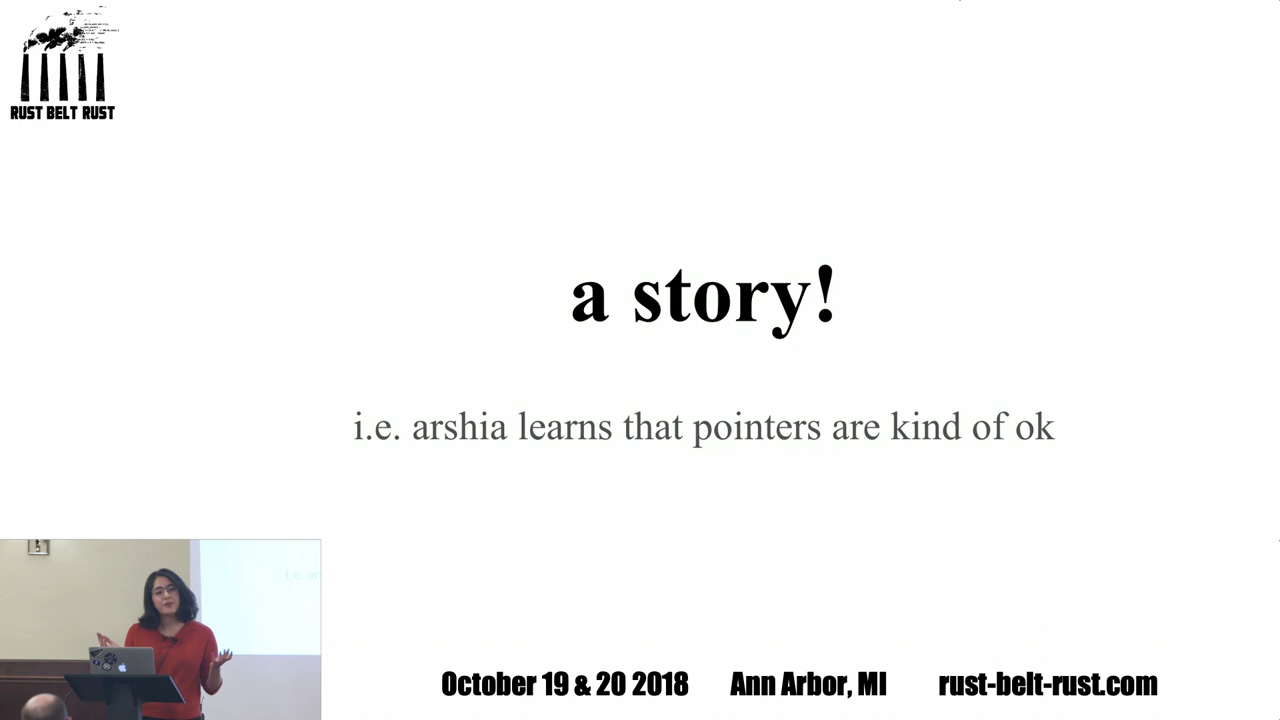 RUST BELT RUST
a story!
i.e. arshia learns that pointers are kind of ok
October 19 & 20 2018 Ann Arbor, MI rust-belt-rust.com